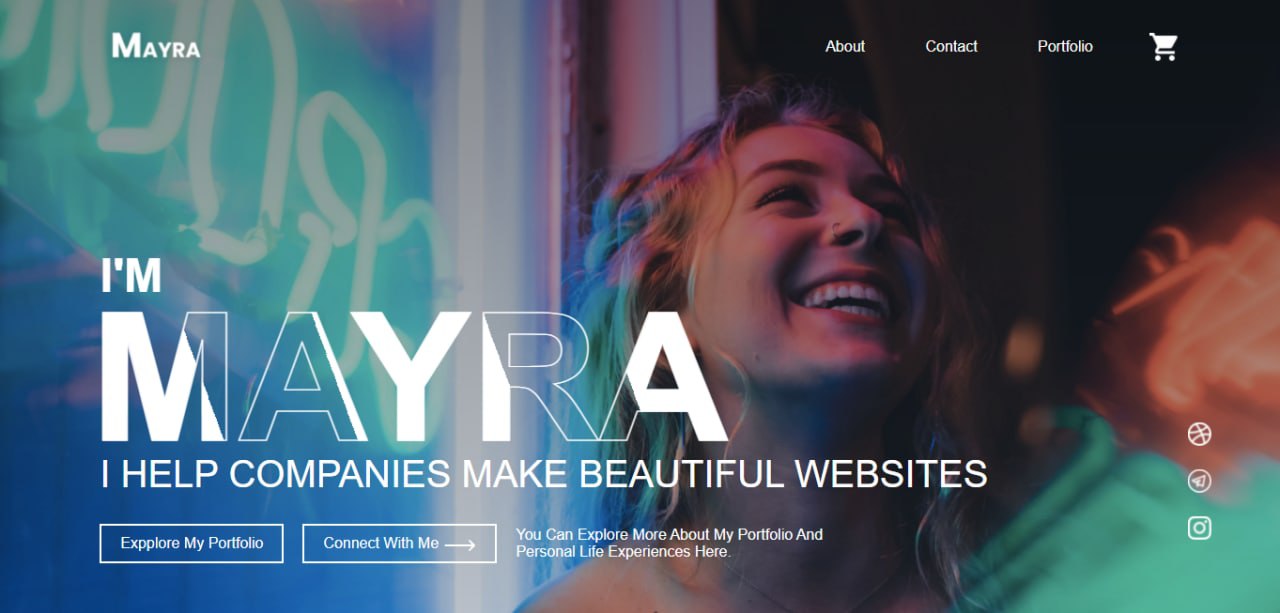 MAYRA
About
Contact
Portfolio
I'M
MAYRA
I HELP COMPANIES MAKE BEAUTIFUL WEBSITES
Expplore My Portfolio
Connect With Me
You Can Explore More About My Portfolio And
Personal Life Experiences Here.